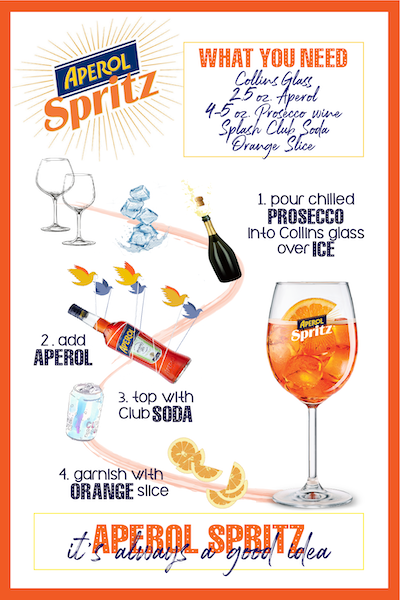 APEROL
Spritz
WHAT YOU NEED
Collins Glass
2.5 oz. Aperol
4-5 oz. Prosecco wine
Splash Club Soda
Orange Slice
1. pour chilled
PROSECCO
into Collins glass
over ICE
APEROL
Spritz
2. add
APEROL
APEROL
3. top with
Club SODA
4. garnish with
ORANGE slice
APEROL SPRITZ
it's always a good idea